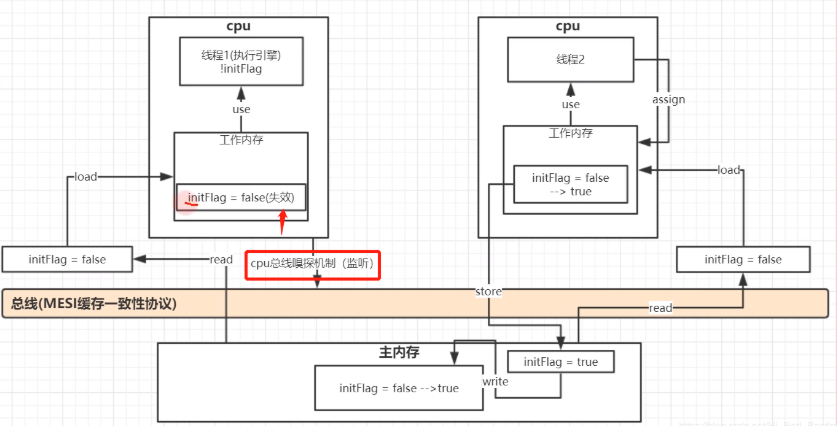 cpu
线程1(执行引擎)
!initFlag
use
工作内存
initFlag = false(失效)
load
initFlag = false
read
cpu总线嗅探机制（监听）
cpu
线程2
use
assign
工作内存
initFlag = false
--> true
load
initFlag = false
store
read
总线(MESI缓存一致性协议)
主内存
initFlag = true
write
initFlag = false -->true